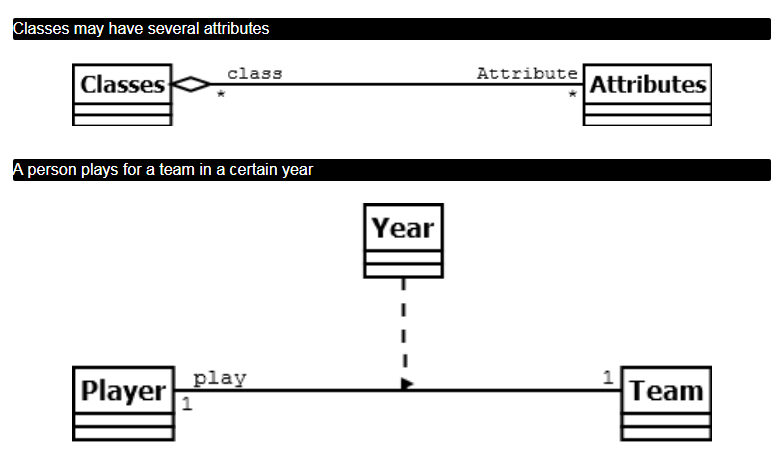 Classes may have several attributes
Classes class Attribute Attributes
* *
A person plays for a team in a certain year
Year
Player play 1 Team
1